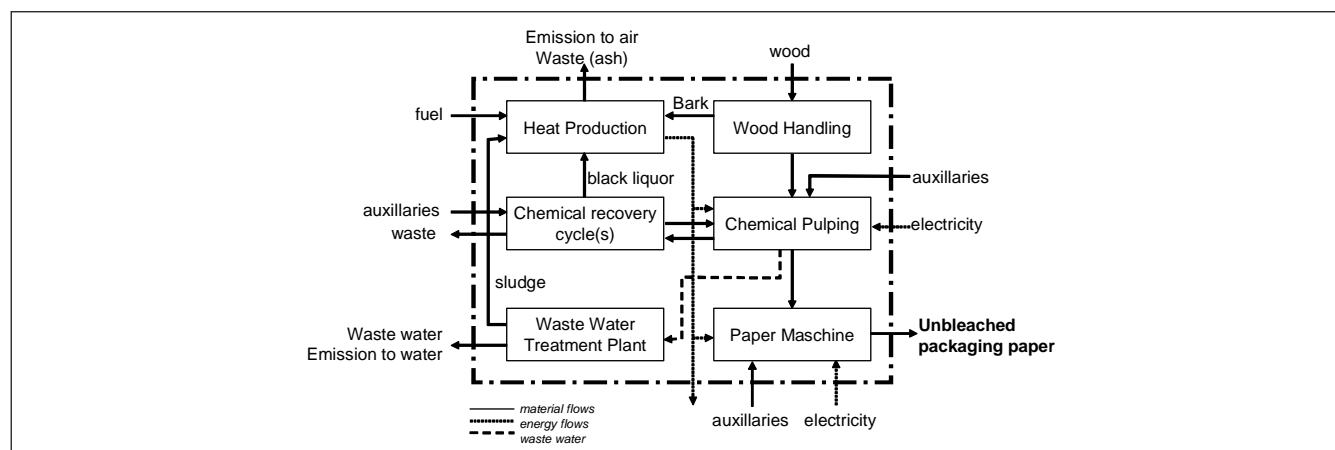 Emission to air
Waste (ash)
wood
fuel
Bark
Heat Production
Wood Handling
black liquor
auxillaries
auxillaries
Chemical recovery
cycle(s)
Chemical Pulping
waste
electricity
sludge
Waste water
Emission to water
Waste Water
Treatment Plant
Paper Maschine
Unbleached
packaging paper
material flows
energy flows
waste water
auxillaries
electricity